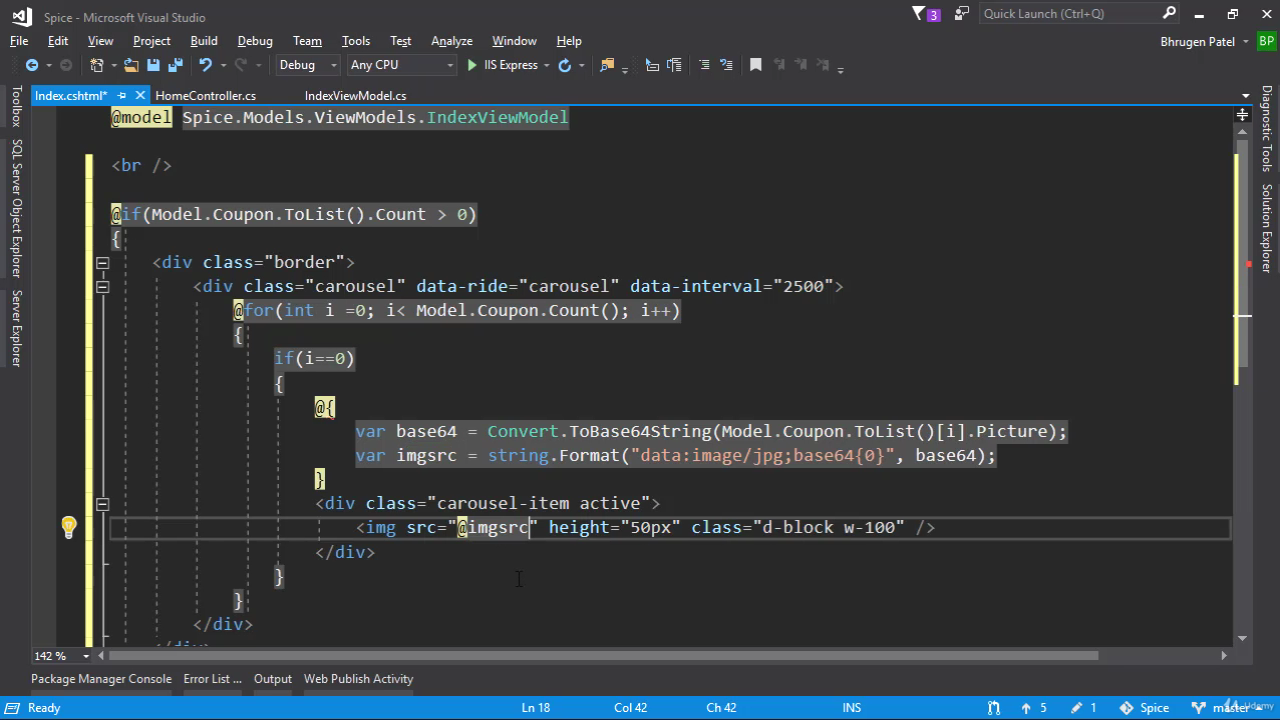 Spice - Microsoft Visual Studio
3
Quick Launch (Ctrl+Q)
File Edit View Project Build Debug Team Tools Test Analyze Window Help
Bhrugen Patel BP
Debug Any CPU IIS Express
Index.cshtml* HomeController.cs IndexViewModel.cs
Toolbox
SQL Server Object Explorer
Server Explorer
Diagnostic Tools
Solution Explorer
@model Spice.Models.ViewModels.IndexViewModel
<br />
@if(Model.Coupon.ToList().Count > 0)
{
<div class="border">
<div class="carousel" data-ride="carousel" data-interval="2500">
@for(int i =0; i< Model.Coupon.Count(); i++)
{
if(i==0)
{
@{
var base64 = Convert.ToBase64String(Model.Coupon.ToList()[i].Picture);
var imgsrc = string.Format("data:image/jpg;base64{0}", base64);
}
<div class="carousel-item active">
<img src="@imgsrc" height="50px" class="d-block w-100" />
</div>
}
}
</div>
</div>
142 %
Package Manager Console Error List ... Output Web Publish Activity
Ready Ln 18 Col 42 Ch 42 INS 5 1 Spice master
Udemy